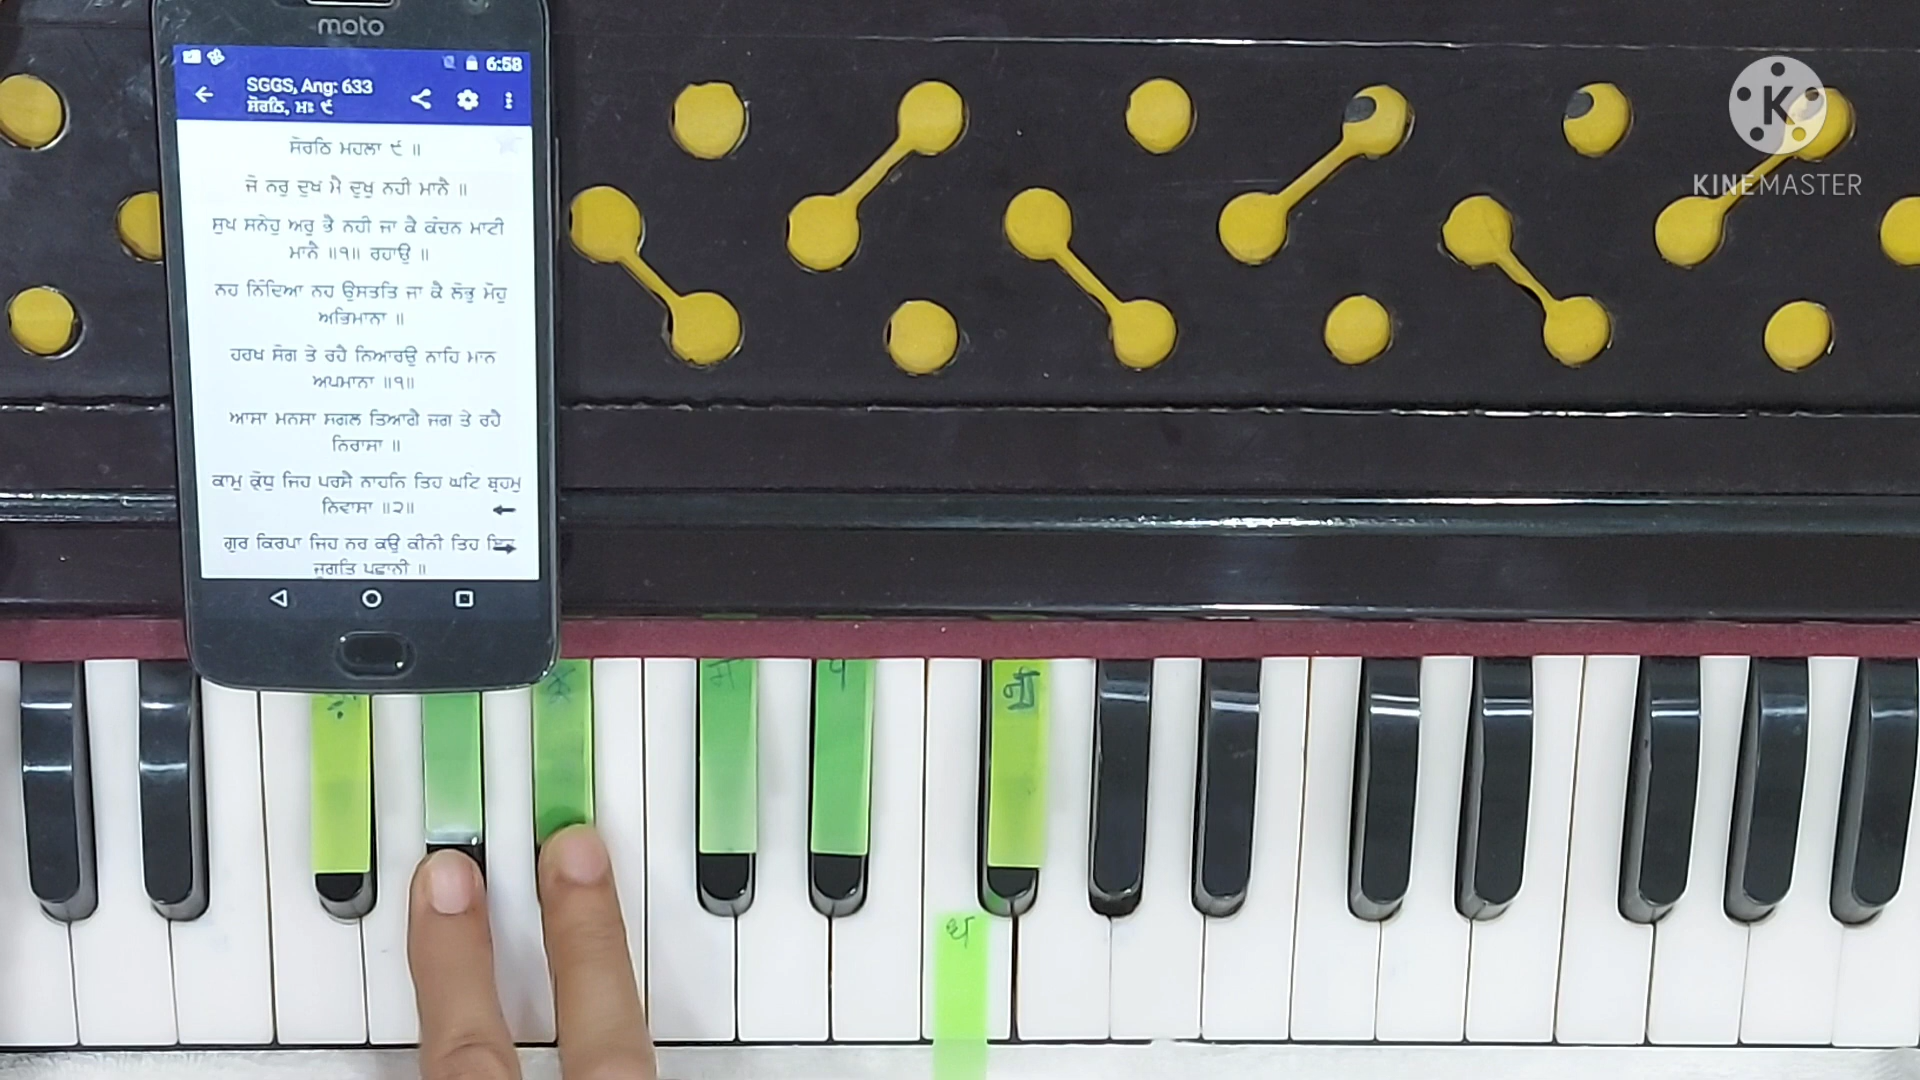 moto
6:58
SGGS, Ang: 633
ਸੋਰਠਿ, ਮਃ ੯
ਸੋਰਠਿ ਮਹਲਾ ੯ ॥
ਜੋ ਨਰੁ ਦੁਖ ਮੈ ਦੁਖੁ ਨਹੀ ਮਾਨੈ ॥
ਸੁਖ ਸਨੇਹੁ ਅਰੁ ਭੈ ਨਹੀ ਜਾ ਕੈ ਕੰਚਨ ਮਾਟੀ
ਮਾਨੈ ॥੧॥ ਰਹਾਉ ॥
ਨਹ ਨਿੰਦਿਆ ਨਹ ਉਸਤਤਿ ਜਾ ਕੈ ਲੋਭੁ ਮੋਹੁ
ਅਭਿਮਾਨਾ ॥
ਹਰਖ ਸੋਗ ਤੇ ਰਹੈ ਨਿਆਰਉ ਨਾਹਿ ਮਾਨ
ਅਪਮਾਨਾ ॥੧॥
ਆਸਾ ਮਨਸਾ ਸਗਲ ਤਿਆਗੈ ਜਗ ਤੇ ਰਹੈ
ਨਿਰਾਸਾ ॥
ਕਾਮੁ ਕ੍ਰੋਧੁ ਜਿਹ ਪਰਸੈ ਨਾਹਨਿ ਤਿਹ ਘਟਿ ਬ੍ਰਹਮੁ
ਨਿਵਾਸਾ ॥੨॥
ਗੁਰ ਕਿਰਪਾ ਜਿਹ ਨਰ ਕਉ ਕੀਨੀ ਤਿਹ ਇਹ
ਜੁਗਤਿ ਪਛਾਨੀ ॥
K
KINEMASTER
प
नी
ध